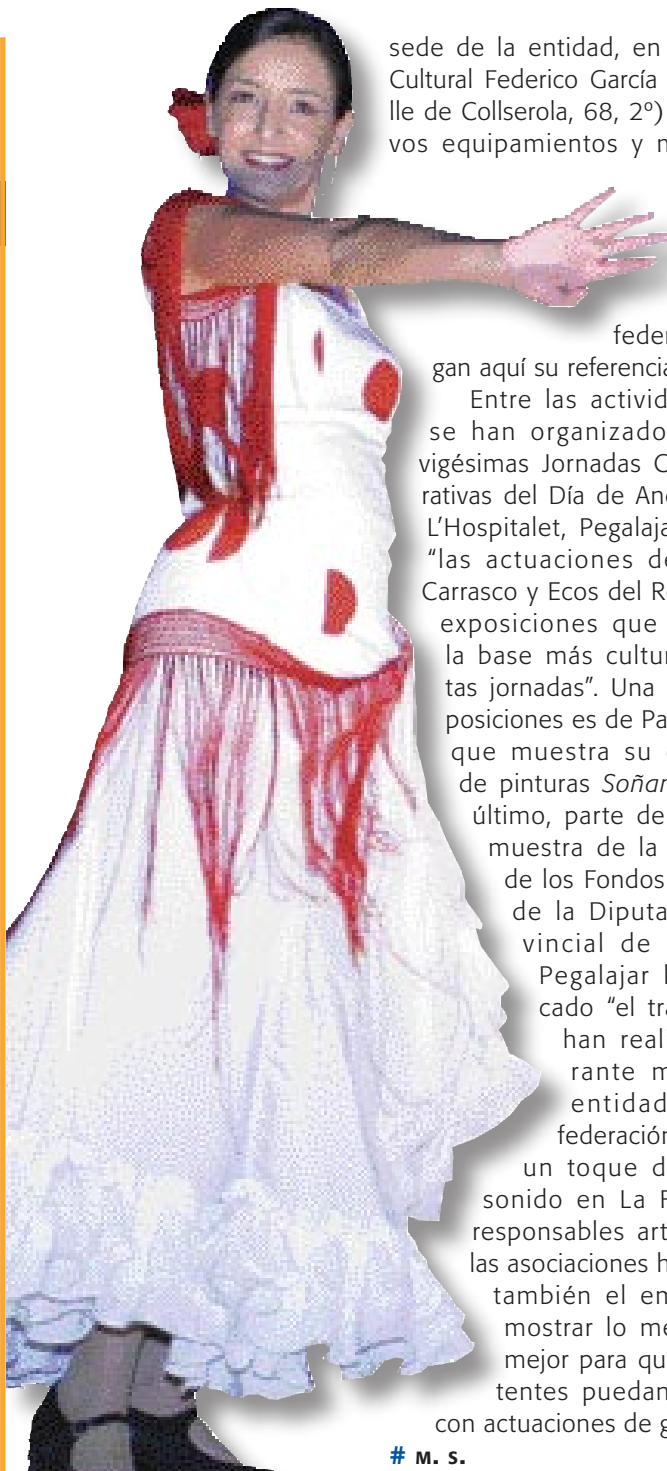 sede de la entidad, en
Cultural Federico García
lle de Collserola, 68, 2º)
vos equipamientos y
feder
gan aquí su referencia
Entre las activid
se han organizado
vigésimas Jornadas C
rativas del Día de And
L’Hospitalet, Pegalaja
“las actuaciones de
Carrasco y Ecos del R
exposiciones que
la base más cultu
tas jornadas”. Una
posiciones es de Pa
que muestra su
de pinturas Soñar
último, parte de
muestra de la
de los Fondos
de la Diputa
vincial de
Pegalajar
cado “el tra
han real
rante m
entidad
federación
un toque d
sonido en La F
responsables art
las asociaciones h
también el em
mostrar lo me
mejor para qu
tentes puedan
con actuaciones de g
# M. S.